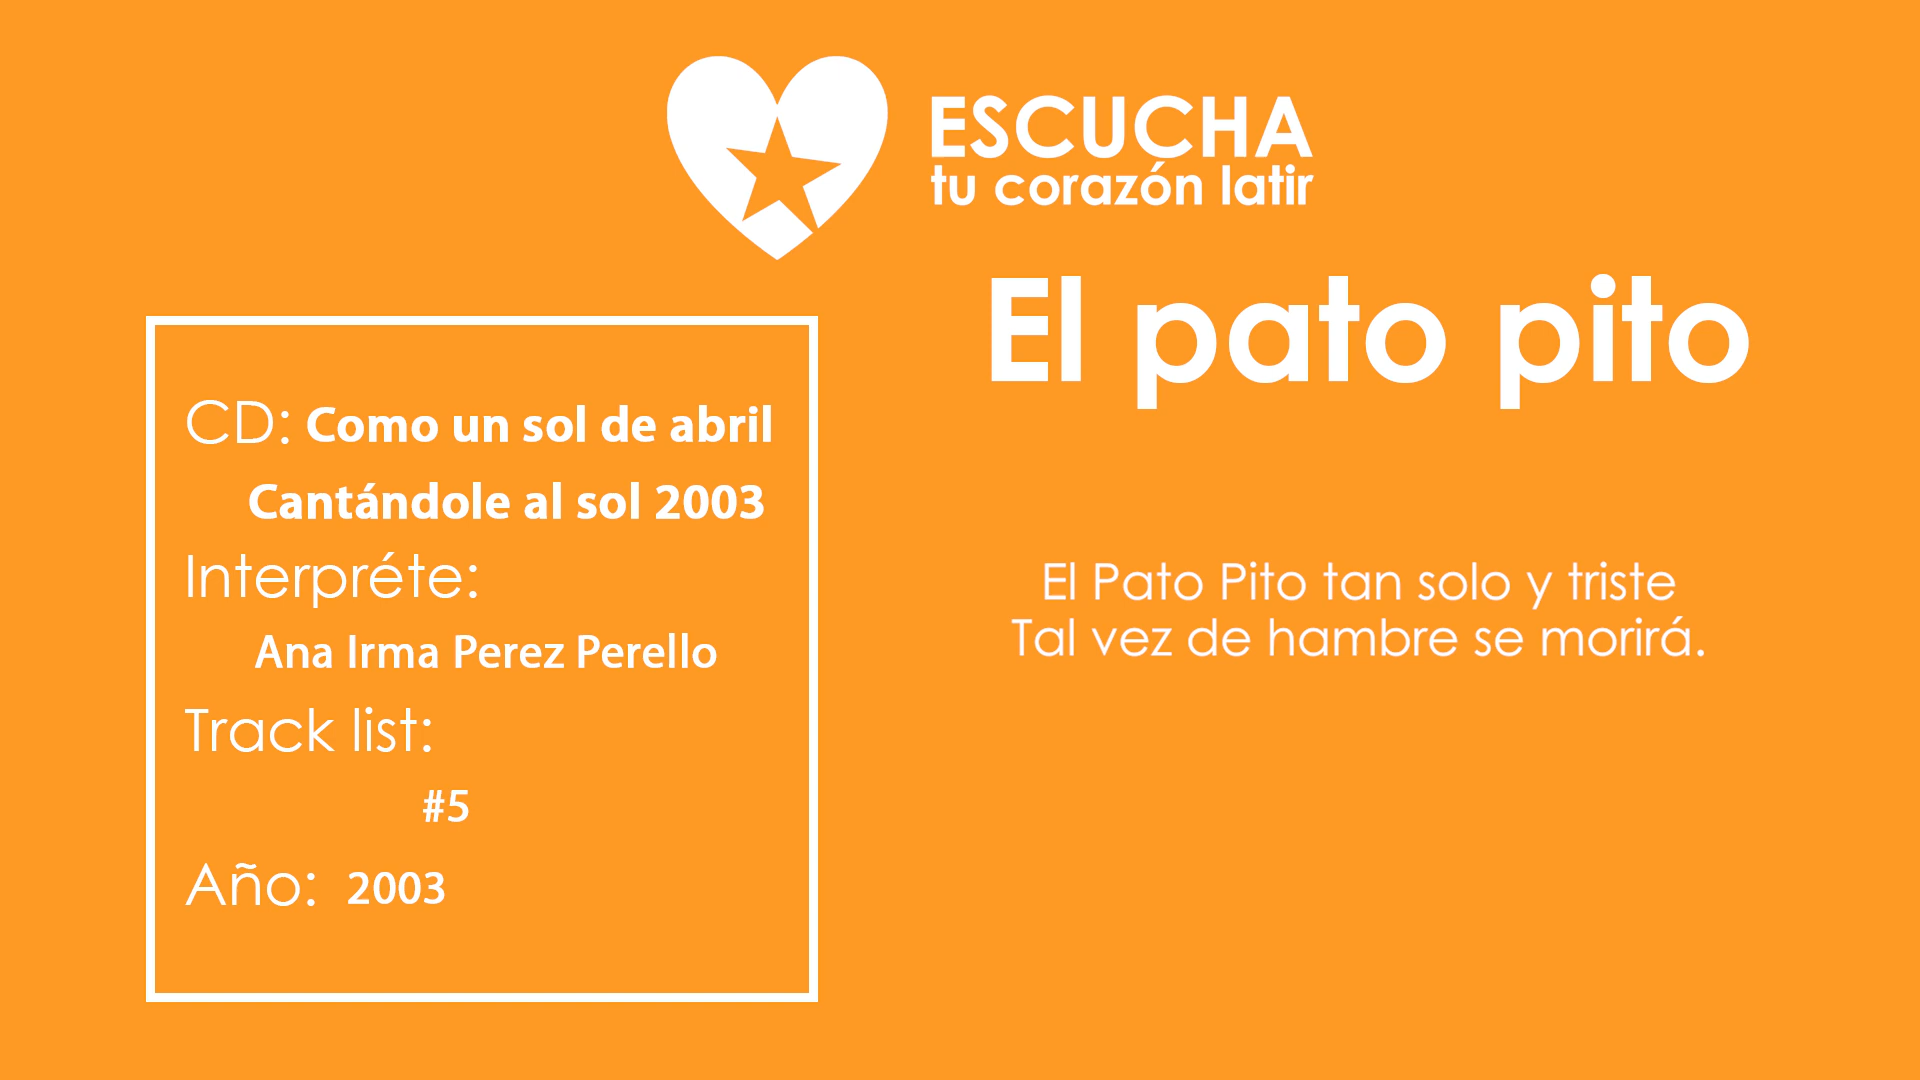 ESCUCHA
tu corazón latir
El pato pito
CD: Como un sol de abril
Cantándole al sol 2003
Interpréte:
Ana Irma Perez Perello
Track list:
#5
Año: 2003
El Pato Pito tan solo y triste
Tal vez de hambre se morirá.